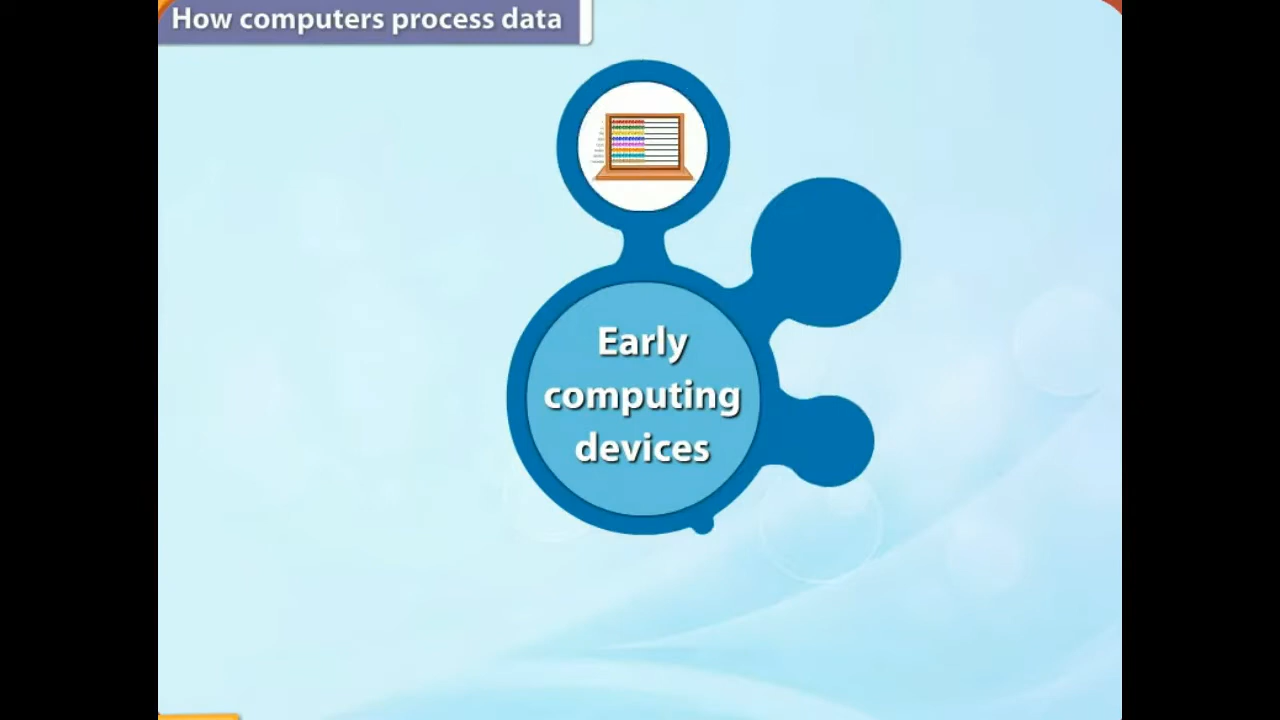 How computers process data
Early
computing
devices